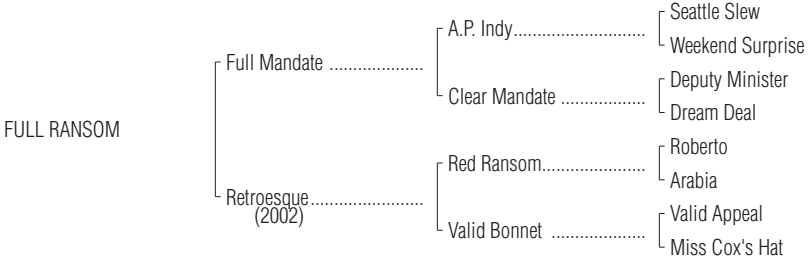 Seattle Slew
A.P. Indy..............................
Weekend Surprise
Full Mandate .....................
Deputy Minister
Clear Mandate ...................
Dream Deal
FULL RANSOM
Roberto
Red Ransom.......................
Arabia
Retroesque.........................
(2002)
Valid Appeal
Valid Bonnet .....................
Miss Cox's Hat